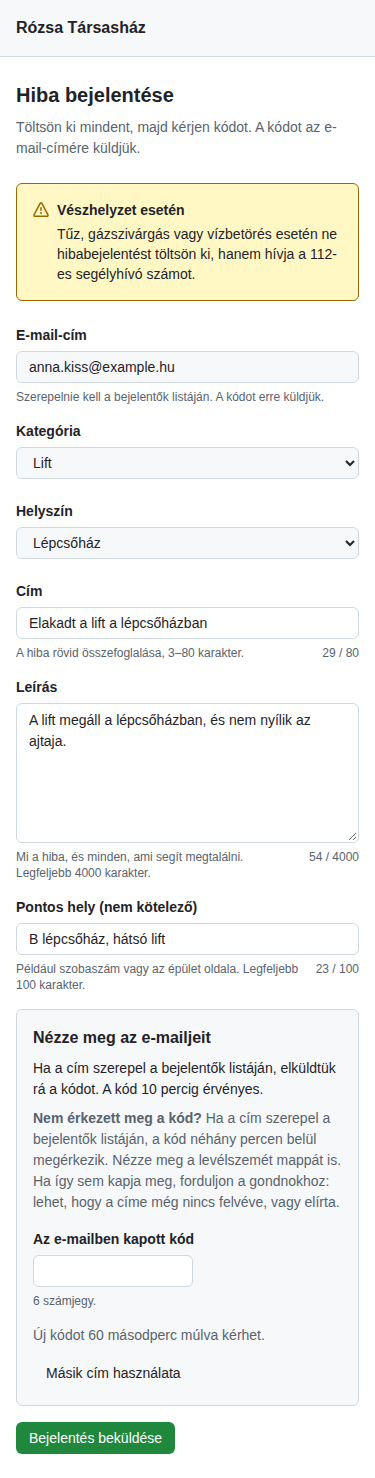 Rózsa Társasház
Hiba bejelentése
Töltsön ki mindent, majd kérjen kódot. A kódot az e-
mail-címére küldjük.
Vészhelyzet esetén
Tűz, gázszivárgás vagy vízbetörés esetén ne
hibabejelentést töltsön ki, hanem hívja a 112-
es segélyhívó számot.
E-mail-cím
anna.kiss@example.hu
Szerepelnie kell a bejelentők listáján. A kódot erre küldjük.
Kategória
Lift
Helyszín
Lépcsőház
Cím
Elakadt a lift a lépcsőházban
A hiba rövid összefoglalása, 3–80 karakter. 29 / 80
Leírás
A lift megáll a lépcsőházban, és nem nyílik az
ajtaja.
Mi a hiba, és minden, ami segít megtalálni. 54 / 4000
Legfeljebb 4000 karakter.
Pontos hely (nem kötelező)
B lépcsőház, hátsó lift
Például szobaszám vagy az épület oldala. Legfeljebb 23 / 100
100 karakter.
Nézze meg az e-mailjeit
Ha a cím szerepel a bejelentők listáján, elküldtük
rá a kódot. A kód 10 percig érvényes.
Nem érkezett meg a kód? Ha a cím szerepel a
bejelentők listáján, a kód néhány percen belül
megérkezik. Nézze meg a levélszemét mappát is.
Ha így sem kapja meg, forduljon a gondnokhoz:
lehet, hogy a címe még nincs felvéve, vagy elírta.
Az e-mailben kapott kód
6 számjegy.
Új kódot 60 másodperc múlva kérhet.
Másik cím használata
Bejelentés beküldése